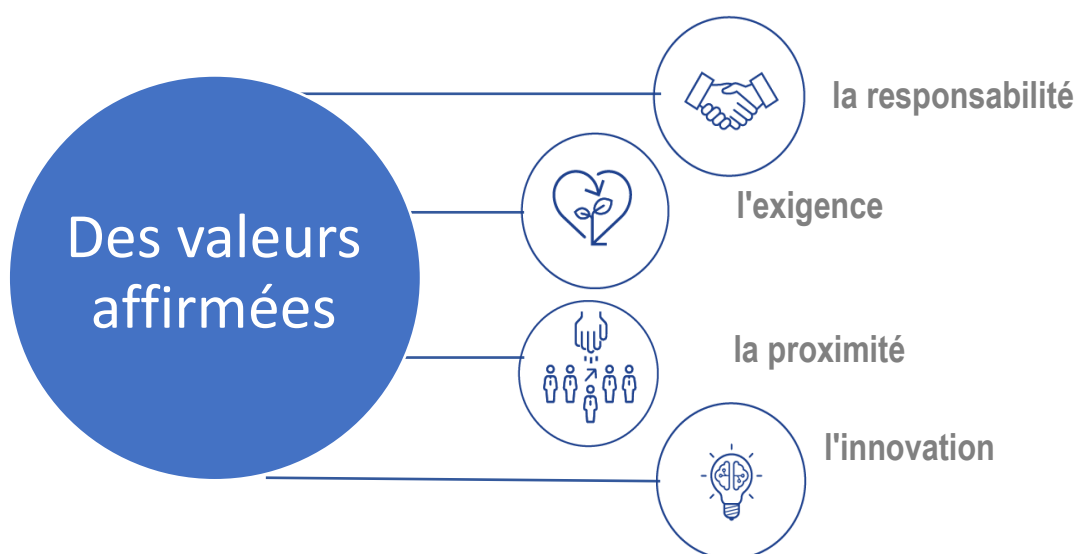 Des valeurs
affirmées
la responsabilité
l'exigence
la proximité
l'innovation